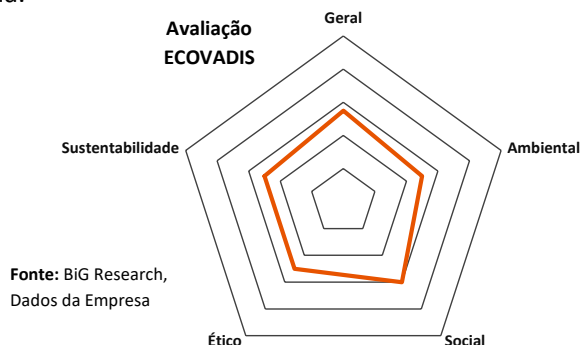 Avaliação
ECOVADIS
Geral
Ambiental
Social
Ético
Sustentabilidade
Fonte: BiG Research,
Dados da Empresa